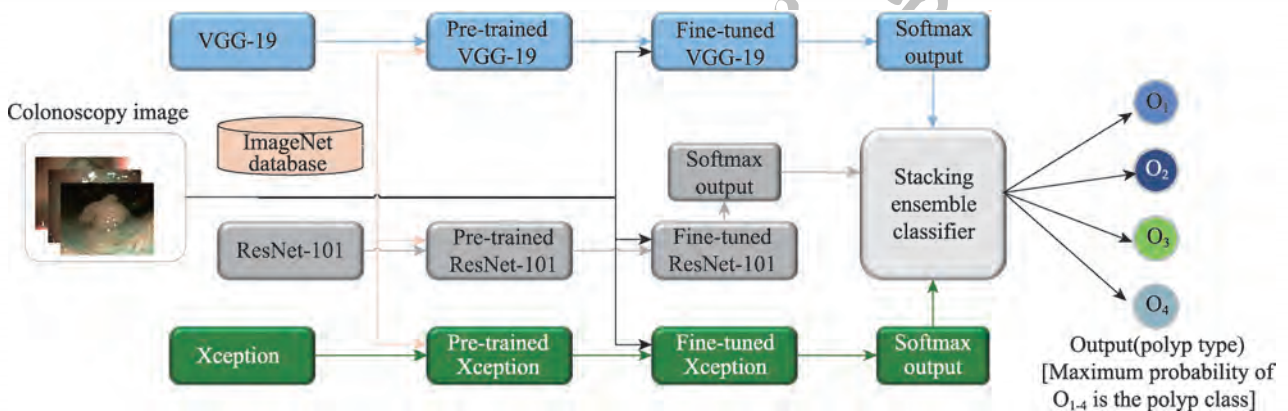 VGG-19
Pre-trained
VGG-19
Fine-tuned
VGG-19
Softmax
output
Colonoscopy image
ImageNet
database
Softmax
output
Stacking
ensemble
classifier
O₁
O₂
O₃
O₄
ResNet-101
Pre-trained
ResNet-101
Fine-tuned
ResNet-101
Xception
Pre-trained
Xception
Fine-tuned
Xception
Softmax
output
Output(polyp type)
[Maximum probability of
O₁₋₄ is the polyp class]